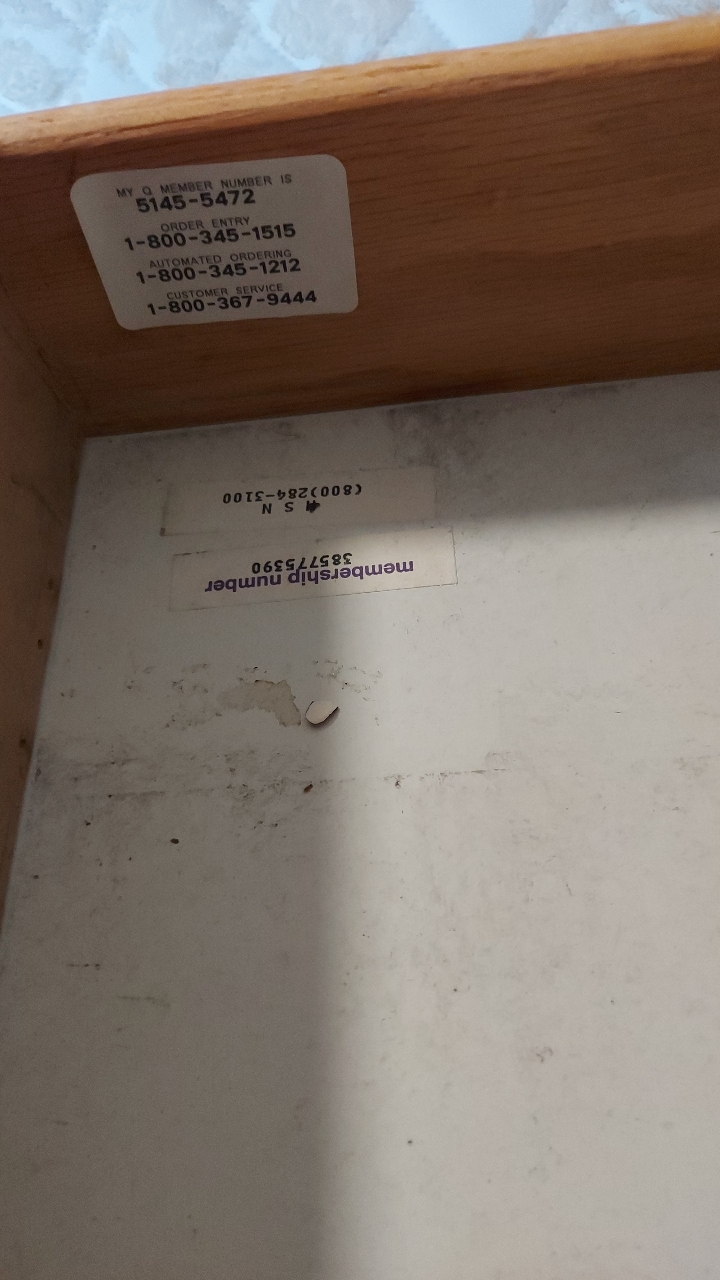 MY Q MEMBER NUMBER IS
5145-5472
ORDER ENTRY
1-800-345-1515
AUTOMATED ORDERING
1-800-345-1212
CUSTOMER SERVICE
1-800-367-9444
H S N
(800)284-3100
membership number
385775390